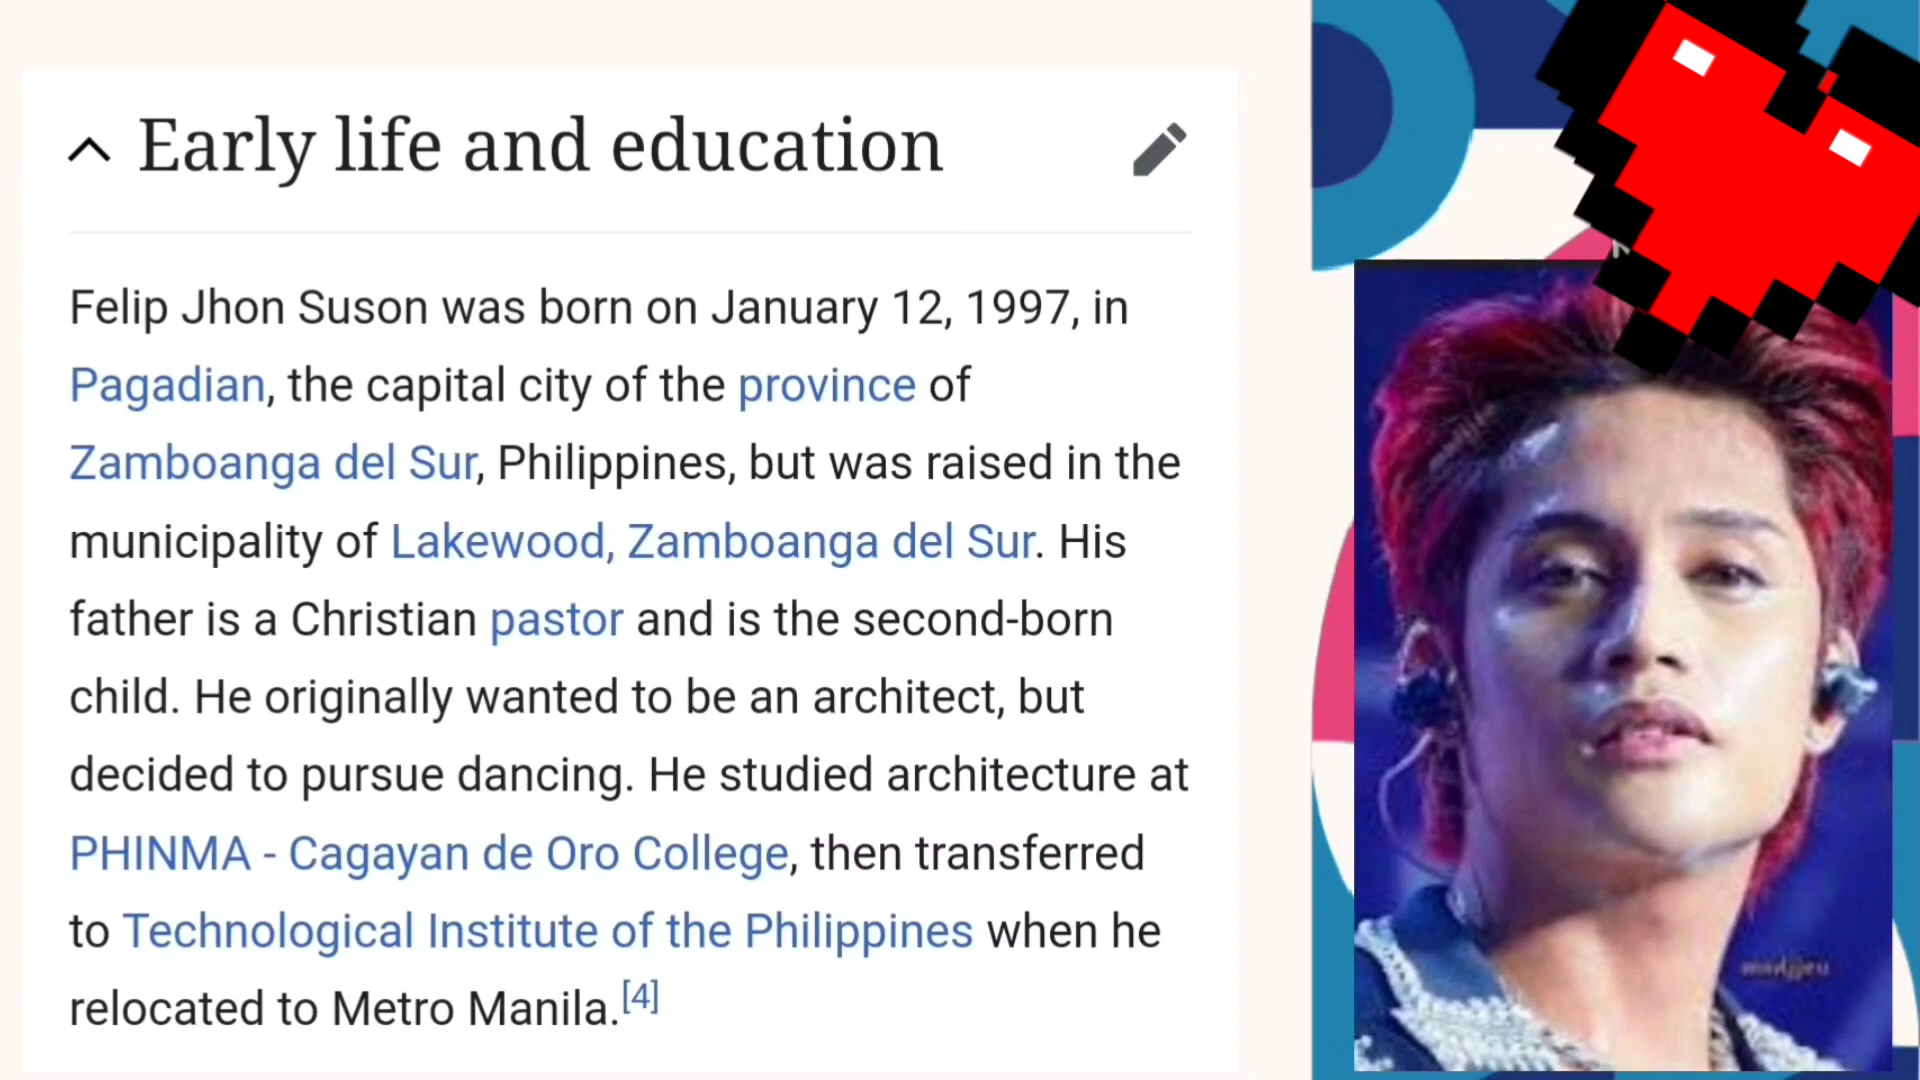 Early life and education
Felip Jhon Suson was born on January 12, 1997, in
Pagadian, the capital city of the province of
Zamboanga del Sur, Philippines, but was raised in the
municipality of Lakewood, Zamboanga del Sur. His
father is a Christian pastor and is the second-born
child. He originally wanted to be an architect, but
decided to pursue dancing. He studied architecture at
PHINMA - Cagayan de Oro College, then transferred
to Technological Institute of the Philippines when he
relocated to Metro Manila.[4]